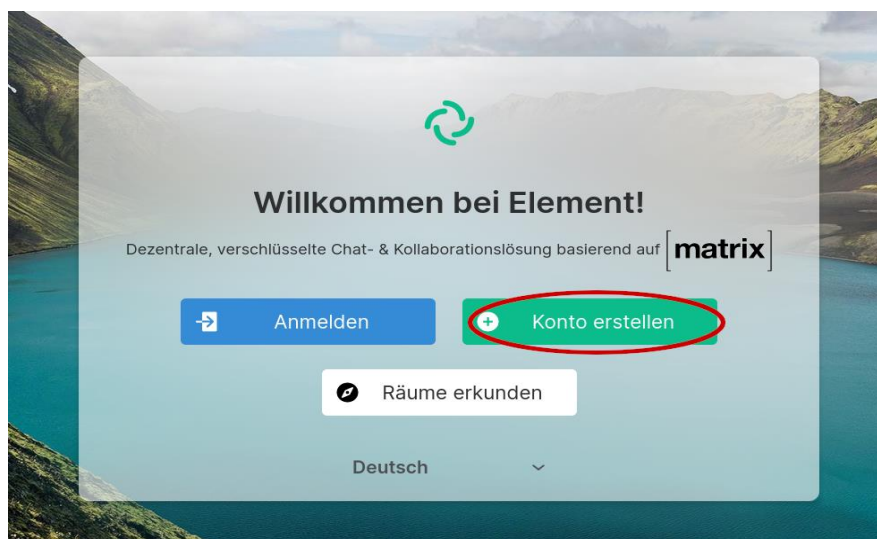 Willkommen bei Element!
Dezentrale, verschlüsselte Chat- & Kollaborationslösung basierend auf [matrix]
Anmelden
Konto erstellen
Räume erkunden
Deutsch